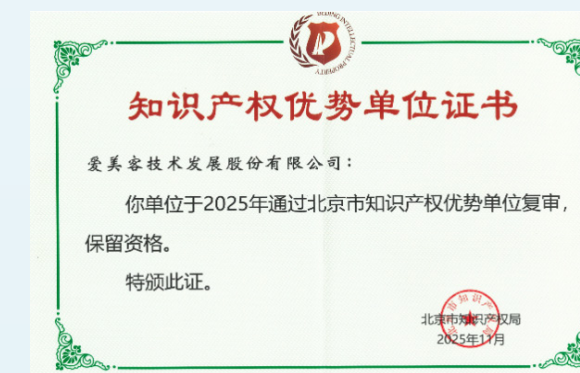 知识产权优势单位证书
爱美客技术发展股份有限公司：
你单位于2025年通过北京市知识产权优势单位复审，
保留资格。
特颁此证。
北京市知识产权局
2025年11月